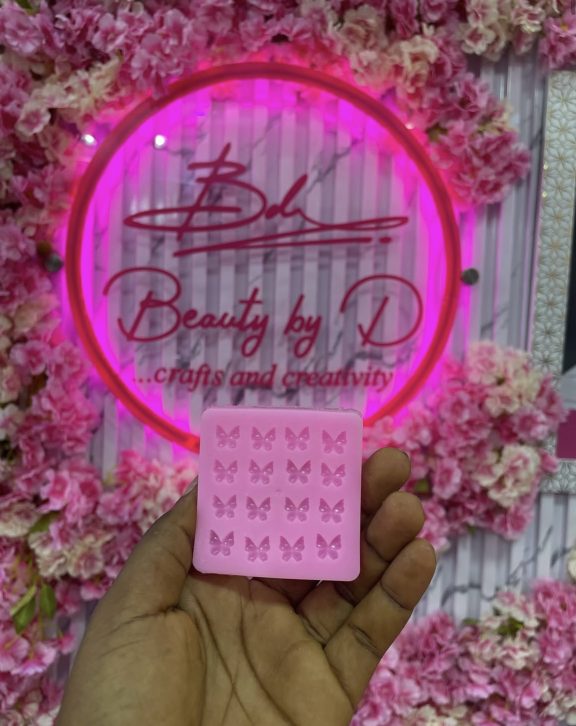 Bd
Beauty by D
...crafts and creativity